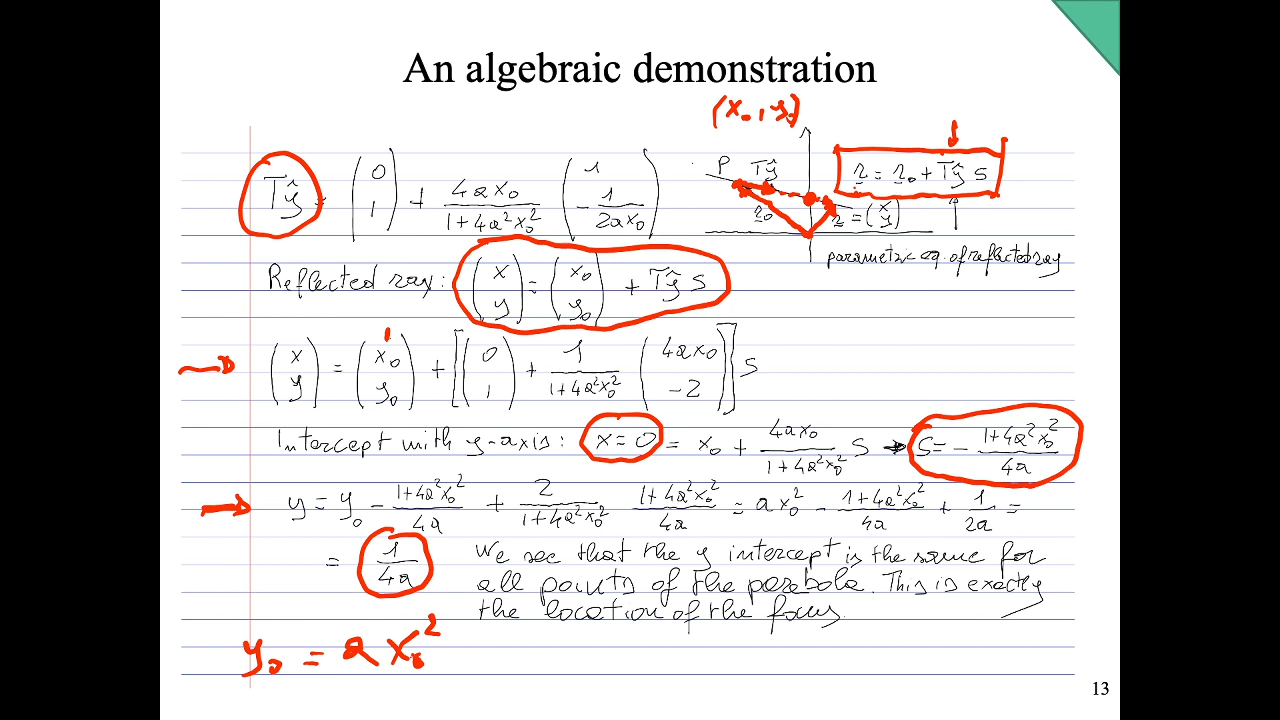 An algebraic demonstration
(x₀, y₀)
P Tŷ r = r₀ + Tŷ s
r₀ r = (x y)
parametric eq. of reflected ray
Tŷ = (0 1) + 4ax₀/(1+4a²x₀²) (1 -1/(2ax₀))
Reflected ray: (x y) = (x₀ y₀) + Tŷ s
(x y) = (x₀ y₀) + [(0 1) + 1/(1+4a²x₀²) (4ax₀ -2)] s
Intercept with y-axis: x=0 = x₀ + 4ax₀/(1+4a²x₀²) s → s = - (1+4a²x₀²)/4a
y = y₀ - (1+4a²x₀²)/4a + 2/(1+4a²x₀²) (1+4a²x₀²)/4a = ax₀² - (1+4a²x₀²)/4a + 1/2a =
= 1/4a We see that the y intercept is the same for
all points of the parabola. This is exactly
the location of the focus.
y₀ = a x₀²
13